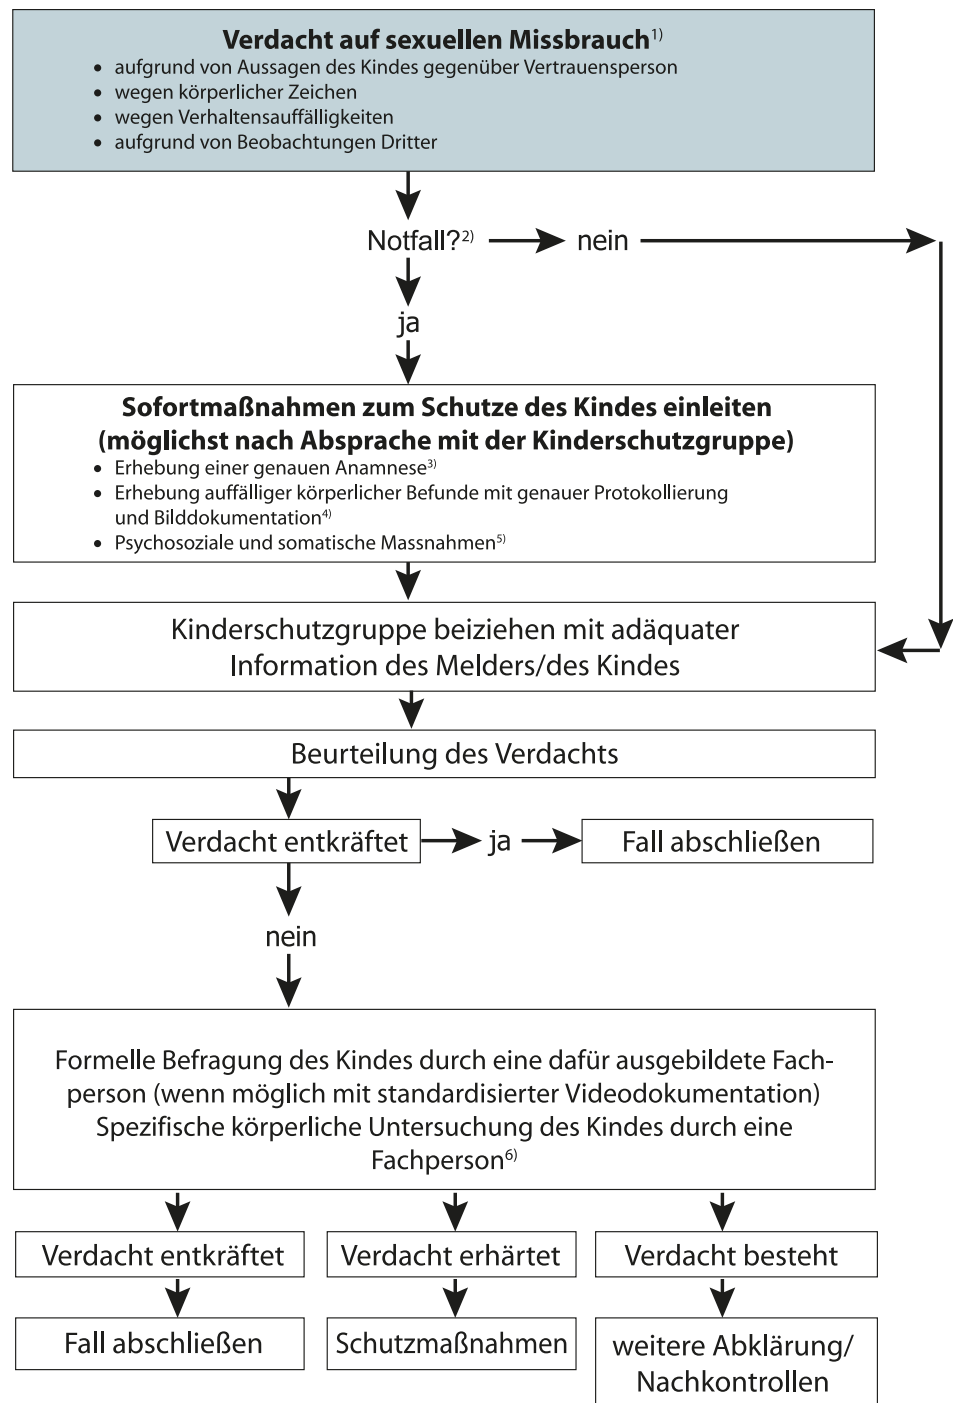 Verdacht auf sexuellen Missbrauch1)
• aufgrund von Aussagen des Kindes gegenüber Vertrauensperson
• wegen körperlicher Zeichen
• wegen Verhaltensauffälligkeiten
• aufgrund von Beobachtungen Dritter
Notfall?2) nein
ja
Sofortmaßnahmen zum Schutze des Kindes einleiten
(möglichst nach Absprache mit der Kinderschutzgruppe)
• Erhebung einer genauen Anamnese3)
• Erhebung auffälliger körperlicher Befunde mit genauer Protokollierung
und Bilddokumentation4)
• Psychosoziale und somatische Massnahmen5)
Kinderschutzgruppe beiziehen mit adäquater
Information des Melders/des Kindes
Beurteilung des Verdachts
Verdacht entkräftet ja Fall abschließen
nein
Formelle Befragung des Kindes durch eine dafür ausgebildete Fach-
person (wenn möglich mit standardisierter Videodokumentation)
Spezifische körperliche Untersuchung des Kindes durch eine
Fachperson6)
Verdacht entkräftet Verdacht erhärtet Verdacht besteht
Fall abschließen Schutzmaßnahmen weitere Abklärung/
Nachkontrollen